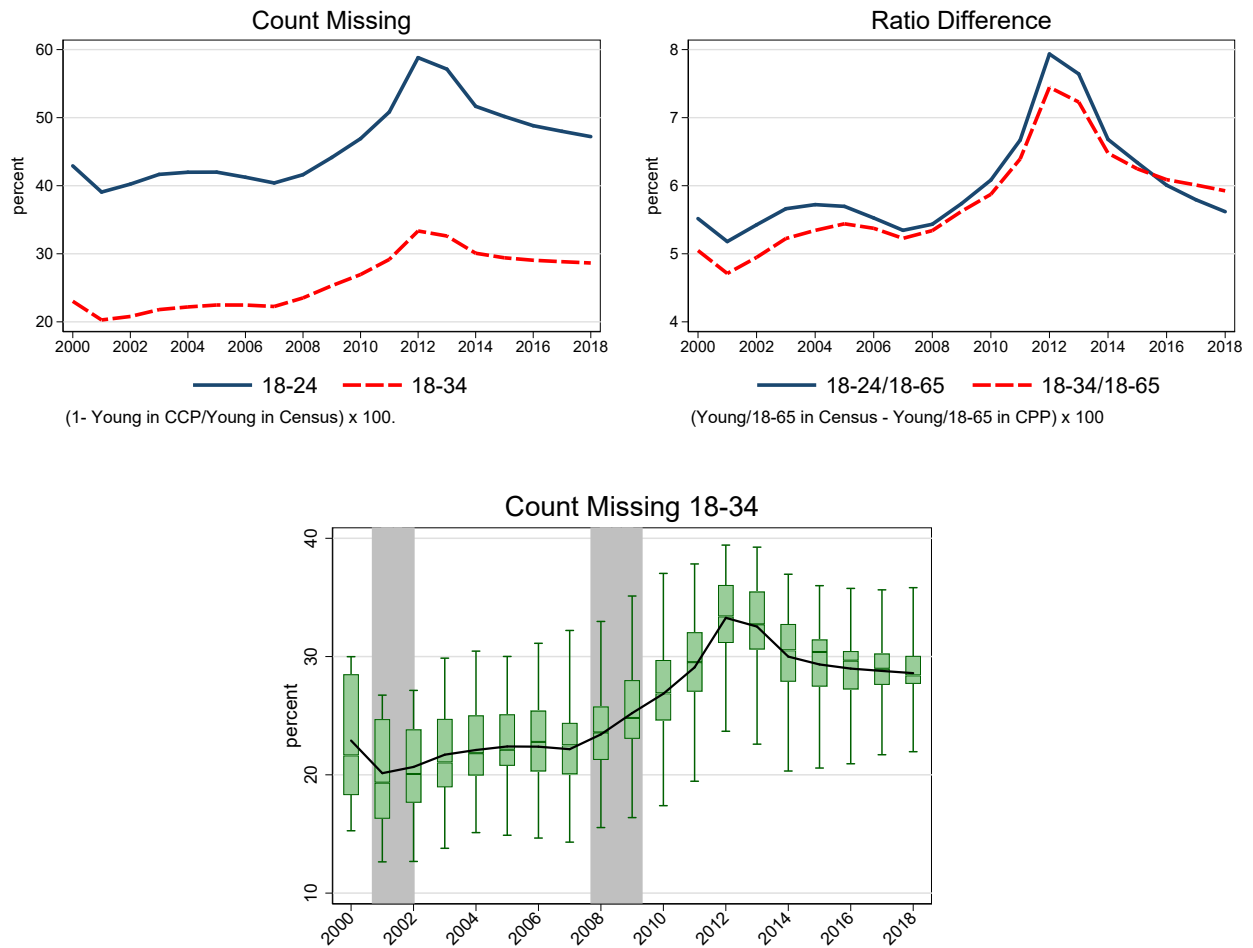 Count Missing
60
50
40
30
20
percent
2000 2002 2004 2006 2008 2010 2012 2014 2016 2018
18-24 18-34
(1- Young in CCP/Young in Census) x 100.
Ratio Difference
8
7
6
5
4
percent
2000 2002 2004 2006 2008 2010 2012 2014 2016 2018
18-24/18-65 18-34/18-65
(Young/18-65 in Census - Young/18-65 in CPP) x 100
Count Missing 18-34
40
30
20
10
percent
2000 2002 2004 2006 2008 2010 2012 2014 2016 2018